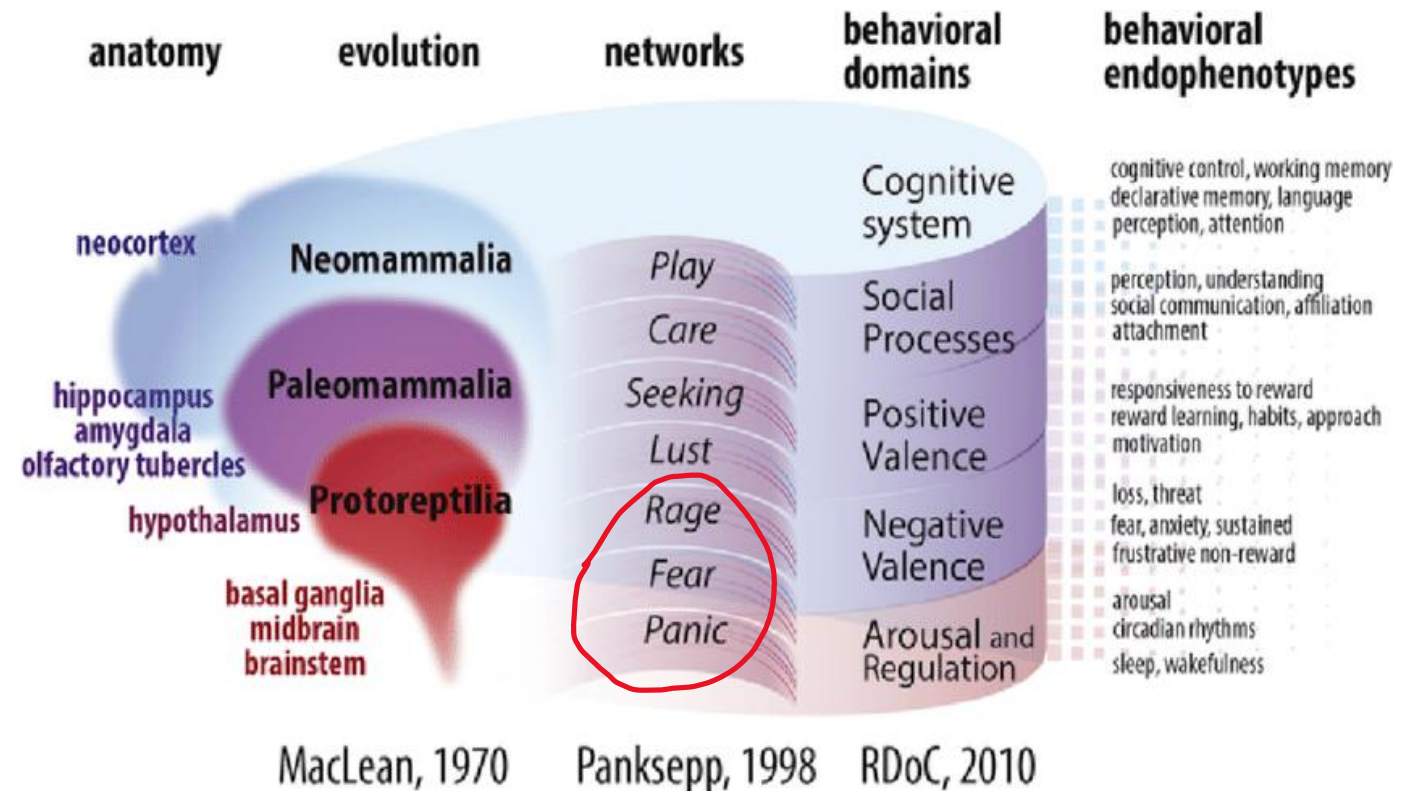 anatomy
evolution
networks
behavioral
domains
behavioral
endophenotypes
neocortex
hippocampus
amygdala
olfactory tubercles
hypothalamus
basal ganglia
midbrain
brainstem
Neomammalia
Paleomammalia
Protoreptilia
Play
Care
Seeking
Lust
Rage
Fear
Panic
Cognitive
system
Social
Processes
Positive
Valence
Negative
Valence
Arousal and
Regulation
cognitive control, working memory
declarative memory, language
perception, attention
perception, understanding
social communication, affiliation
attachment
responsiveness to reward
reward learning, habits, approach
motivation
loss, threat
fear, anxiety, sustained
frustrative non-reward
arousal
circadian rhythms
sleep, wakefulness
MacLean, 1970
Panksepp, 1998
RDoC, 2010